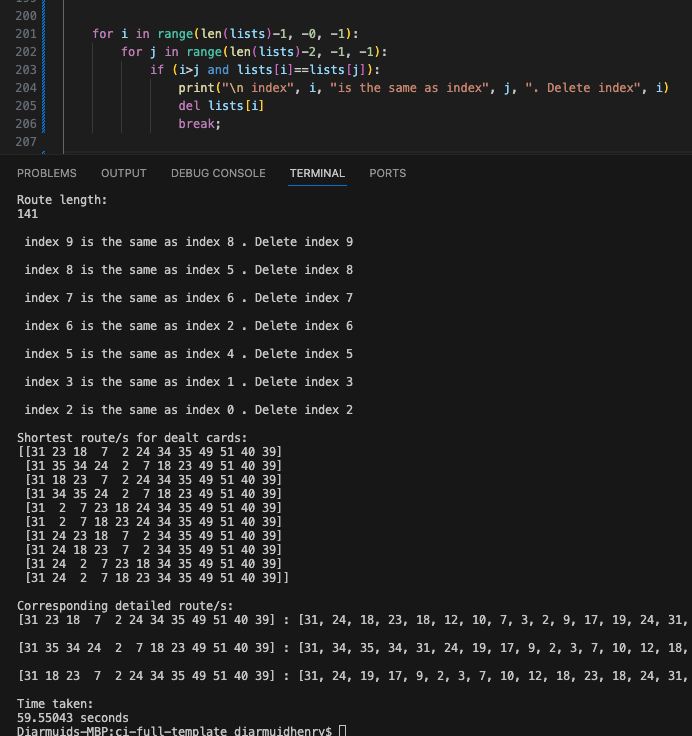 200
201 for i in range(len(lists)-1, -0, -1):
202 for j in range(len(lists)-2, -1, -1):
203 if (i>j and lists[i]==lists[j]):
204 print("\n index", i, "is the same as index", j, ". Delete index", i)
205 del lists[i]
206 break;
207
PROBLEMS OUTPUT DEBUG CONSOLE TERMINAL PORTS
Route length:
141
index 9 is the same as index 8 . Delete index 9
index 8 is the same as index 5 . Delete index 8
index 7 is the same as index 6 . Delete index 7
index 6 is the same as index 2 . Delete index 6
index 5 is the same as index 4 . Delete index 5
index 3 is the same as index 1 . Delete index 3
index 2 is the same as index 0 . Delete index 2
Shortest route/s for dealt cards:
[[31 23 18  7  2 24 34 35 49 51 40 39]
[31 35 34 24  2  7 18 23 49 51 40 39]
[31 18 23  7  2 24 34 35 49 51 40 39]
[31 34 35 24  2  7 18 23 49 51 40 39]
[31  2  7 23 18 24 34 35 49 51 40 39]
[31  2  7 18 23 24 34 35 49 51 40 39]
[31 24 23 18  7  2 34 35 49 51 40 39]
[31 24 18 23  7  2 34 35 49 51 40 39]
[31 24  2  7 23 18 34 35 49 51 40 39]
[31 24  2  7 18 23 34 35 49 51 40 39]]
Corresponding detailed route/s:
[31 23 18  7  2 24 34 35 49 51 40 39] : [31, 24, 18, 23, 18, 12, 10, 7, 3, 2, 9, 17, 19, 24, 31,
[31 35 34 24  2  7 18 23 49 51 40 39] : [31, 34, 35, 34, 31, 24, 19, 17, 9, 2, 3, 7, 10, 12, 18,
[31 18 23  7  2 24 34 35 49 51 40 39] : [31, 24, 19, 17, 9, 2, 3, 7, 10, 12, 18, 23, 18, 24, 31,
Time taken:
59.55043 seconds
Diarmuids-MBP:ci-full-template diarmuidhenry$